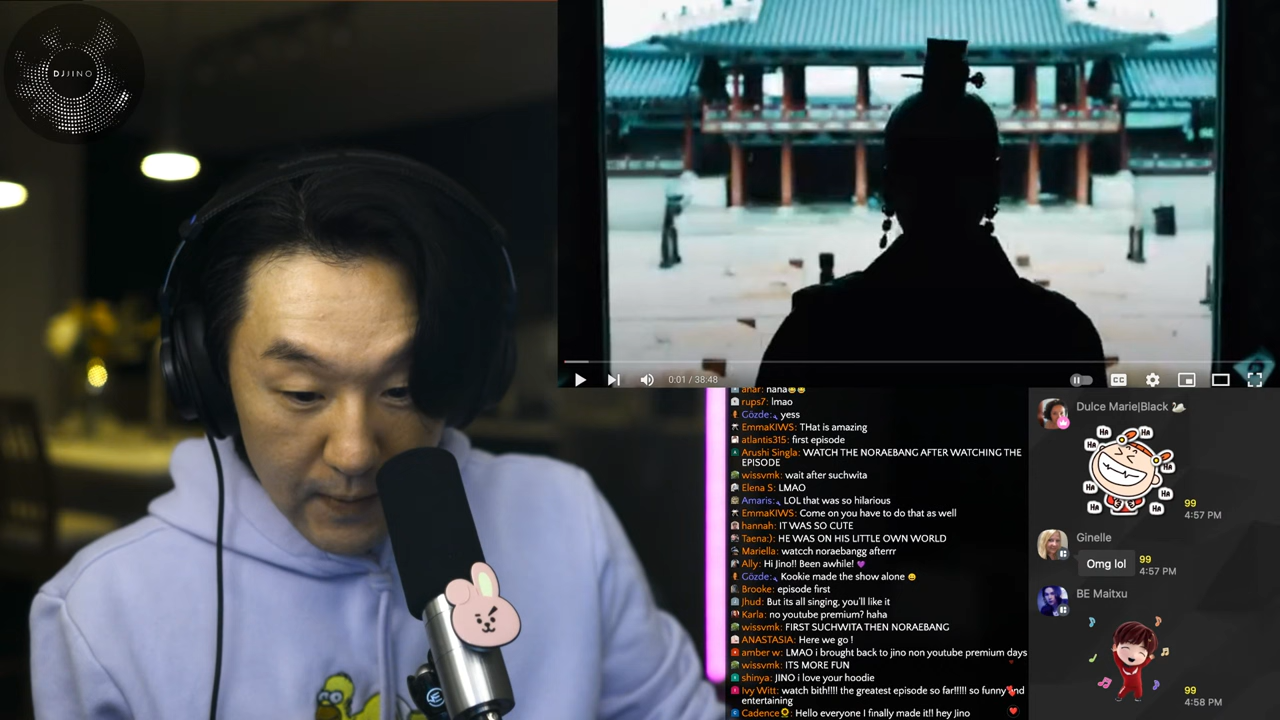 DJJINO
0:01 / 38:48
CC
anar: haha😂😂
rups7: lmao
Gözde: yess
EmmaKIWS: THat is amazing
atlantis315: first episode
Arushi Singla: WATCH THE NORAEBANG AFTER WATCHING THE
EPISODE
wissvmk: wait after suchwita
Elena S: LMAO
Amaris: LOL that was so hilarious
EmmaKIWS: Come on you have to do that as well
hannah: IT WAS SO CUTE
Taena:): HE WAS ON HIS LITTLE OWN WORLD
Mariella: watcch noraebangg afterrr
Ally: Hi Jino!! Been awhile! 💜
Gözde: Kookie made the show alone 😄
Brooke: episode first
Jhud: But its all singing, you'll like it
Karla: no youtube premium? haha
wissvmk: FIRST SUCHWITA THEN NORAEBANG
ANASTASIA: Here we go !
amber w: LMAO i brought back to jino non youtube premium days
wissvmk: ITS MORE FUN
shinya: JINO i love your hoodie
Ivy Witt: watch bith!!!! the greatest episode so far!!!!! so funny and
entertaining
Cadence🌻: Hello everyone I finally made it!! hey Jino
Dulce Marie|Black 🦢
HA HA
HA HA
HA HA
HA HA
99
4:57 PM
Ginelle
Omg lol
99
4:57 PM
BE Maitxu
99
4:58 PM